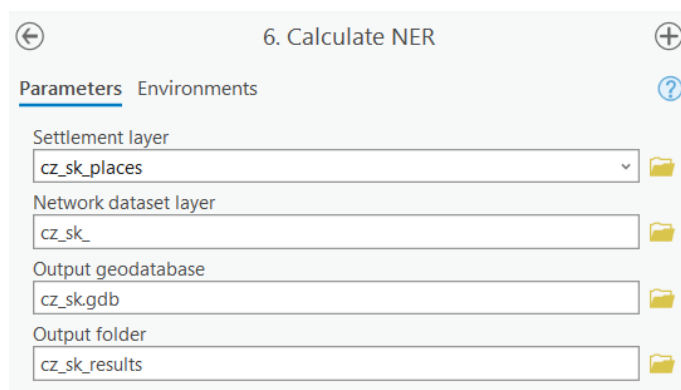 6. Calculate NER
Parameters Environments
Settlement layer
cz_sk_places
Network dataset layer
cz_sk_
Output geodatabase
cz_sk.gdb
Output folder
cz_sk_results